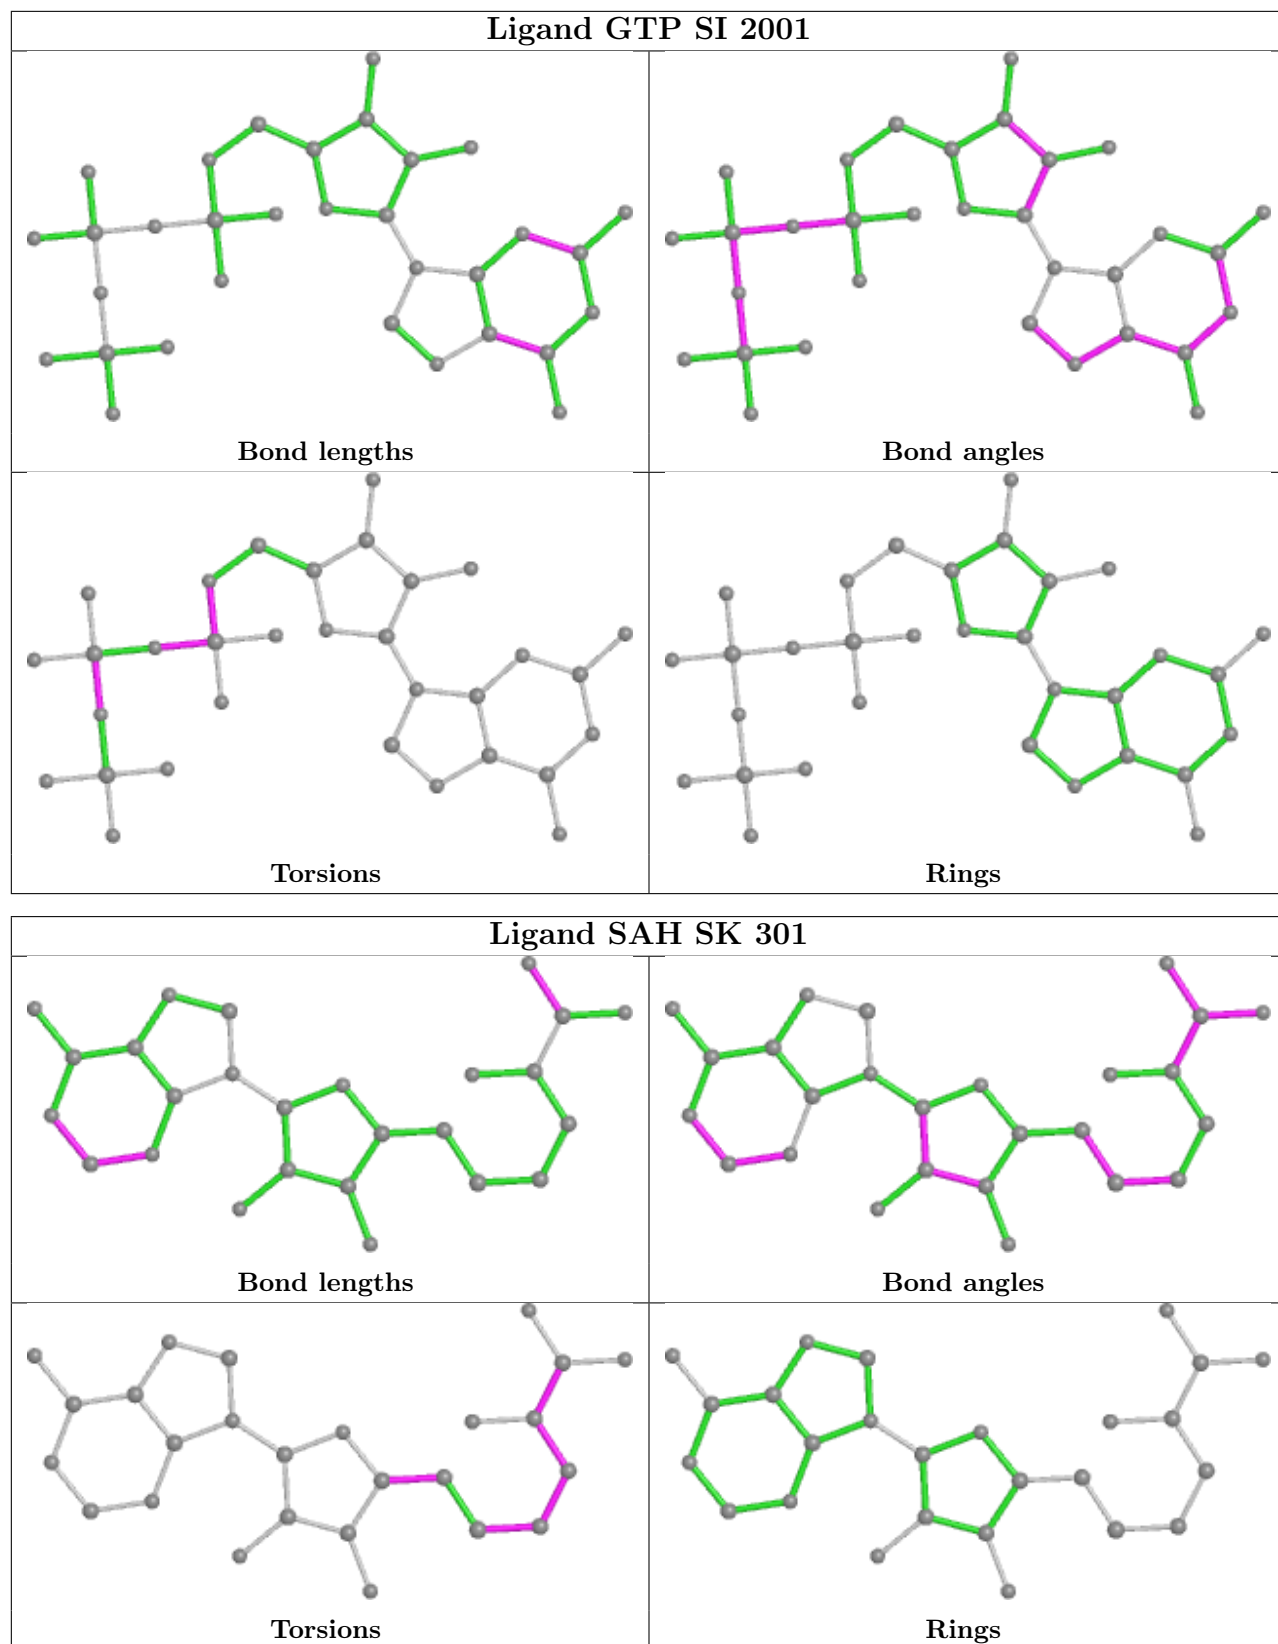 Ligand GTP SI 2001
Bond lengths
Bond angles
Torsions
Rings
Ligand SAH SK 301
Bond lengths
Bond angles
Torsions
Rings